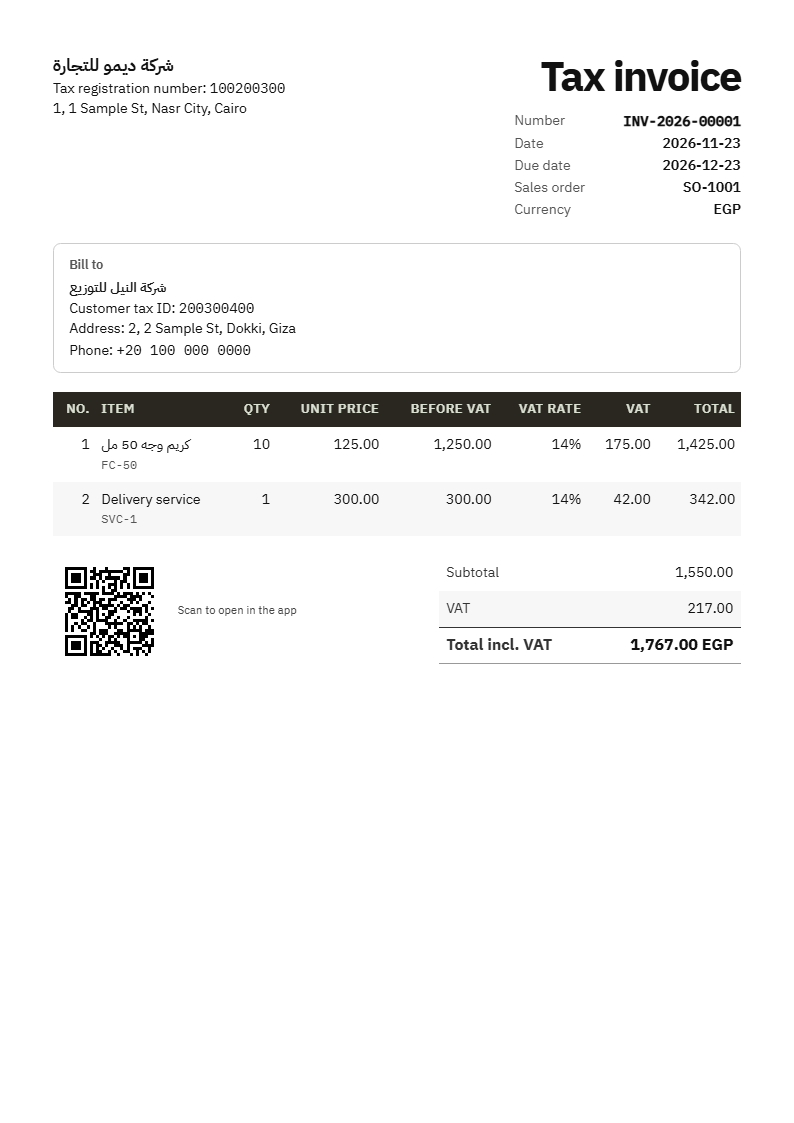 شركة ديمو للتجارة
Tax registration number: 100200300
1, 1 Sample St, Nasr City, Cairo
Tax invoice
Number INV-2026-00001
Date 2026-11-23
Due date 2026-12-23
Sales order SO-1001
Currency EGP
Bill to
شركة النيل للتوزيع
Customer tax ID: 200300400
Address: 2, 2 Sample St, Dokki, Giza
Phone: +20 100 000 0000
NO. ITEM QTY UNIT PRICE BEFORE VAT VAT RATE VAT TOTAL
1 كريم وجه 50 مل 10 125.00 1,250.00 14% 175.00 1,425.00
FC-50
2 Delivery service 1 300.00 300.00 14% 42.00 342.00
SVC-1
Scan to open in the app
Subtotal 1,550.00
VAT 217.00
Total incl. VAT 1,767.00 EGP